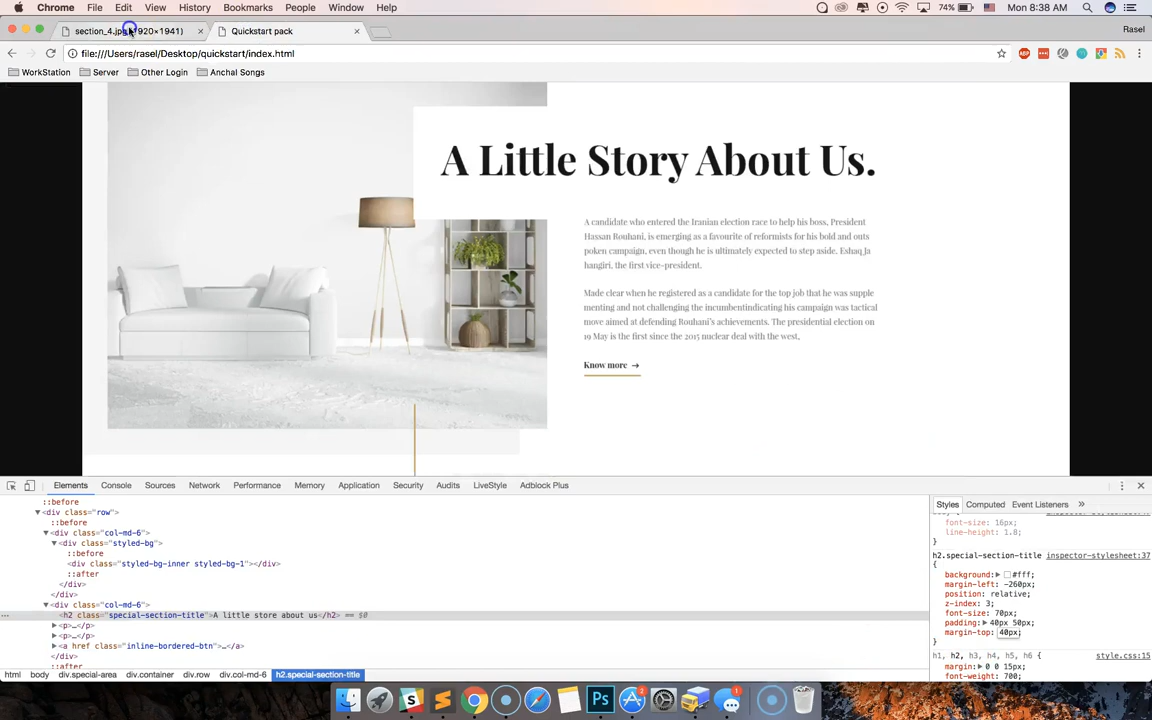 Chrome File Edit View History Bookmarks People Window Help 74% Mon 8:38 AM
section_4.jpg (1920×1941) × Quickstart pack × Rasel
file:///Users/rasel/Desktop/quickstart/index.html
WorkStation Server Other Login Anchal Songs
A Little Story About Us.
A candidate who entered the Iranian election race to help his boss, President
Hassan Rouhani, is emerging as a favourite of reformists for his bold and outs
poken campaign, even though he is ultimately expected to step aside. Eshaq Ja
hangiri, the first vice-president.
Made clear when he registered as a candidate for the top job that he was supple
menting and not challenging the incumbentindicating his campaign was tactical
move aimed at defending Rouhani's achievements. The presidential election on
19 May is the first since the 2015 nuclear deal with the west,
Know more →
Elements Console Sources Network Performance Memory Application Security Audits LiveStyle Adblock Plus
::before
▼<div class="row">
::before
▼<div class="col-md-6">
▼<div class="styled-bg">
::before
<div class="styled-bg-inner styled-bg-1"></div>
::after
</div>
</div>
▼<div class="col-md-6">
<h2 class="special-section-title">A little store about us</h2> == $0
▶<p>…</p>
▶<p>…</p>
▶<a href class="inline-bordered-btn">…</a>
::after
</div>
html body div.special-area div.container div.row div.col-md-6 h2.special-section-title
Styles Computed Event Listeners »
font-size: 16px;
line-height: 1.8;
}
h2.special-section-title inspector-stylesheet:37
{
background:▶ #fff;
margin-left: -260px;
position: relative;
z-index: 3;
font-size: 70px;
padding:▶ 40px 50px;
margin-top: 40px;
}
h1, h2, h3, h4, h5, h6 { style.css:15
margin:▶ 0 0 15px;
font-weight: 700;